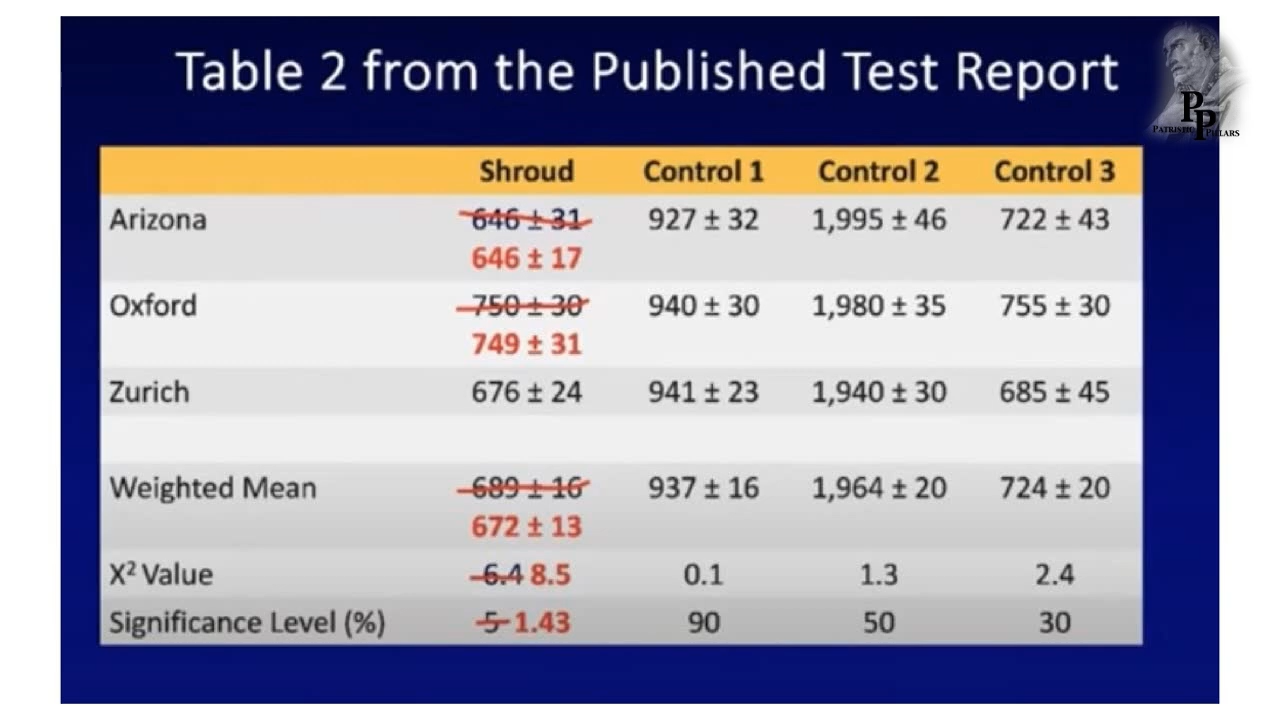 Table 2 from the Published Test Report
PP
PATRISTIC PILLARS
Shroud Control 1 Control 2 Control 3
Arizona 646 ± 31 927 ± 32 1,995 ± 46 722 ± 43
646 ± 17
Oxford 750 ± 30 940 ± 30 1,980 ± 35 755 ± 30
749 ± 31
Zurich 676 ± 24 941 ± 23 1,940 ± 30 685 ± 45
Weighted Mean 689 ± 16 937 ± 16 1,964 ± 20 724 ± 20
672 ± 13
X² Value 6.4 8.5 0.1 1.3 2.4
Significance Level (%) 5 1.43 90 50 30